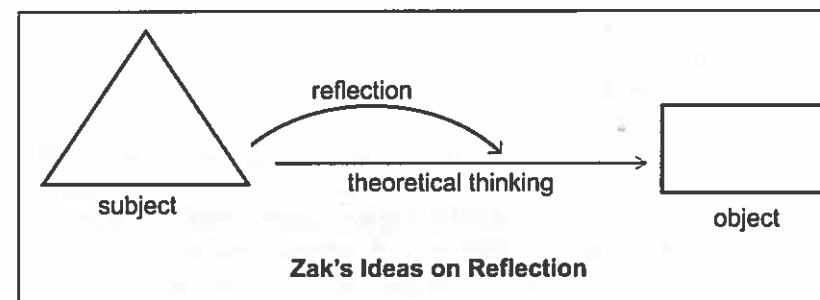 reflection
theoretical thinking
subject
object
Zak's Ideas on Reflection